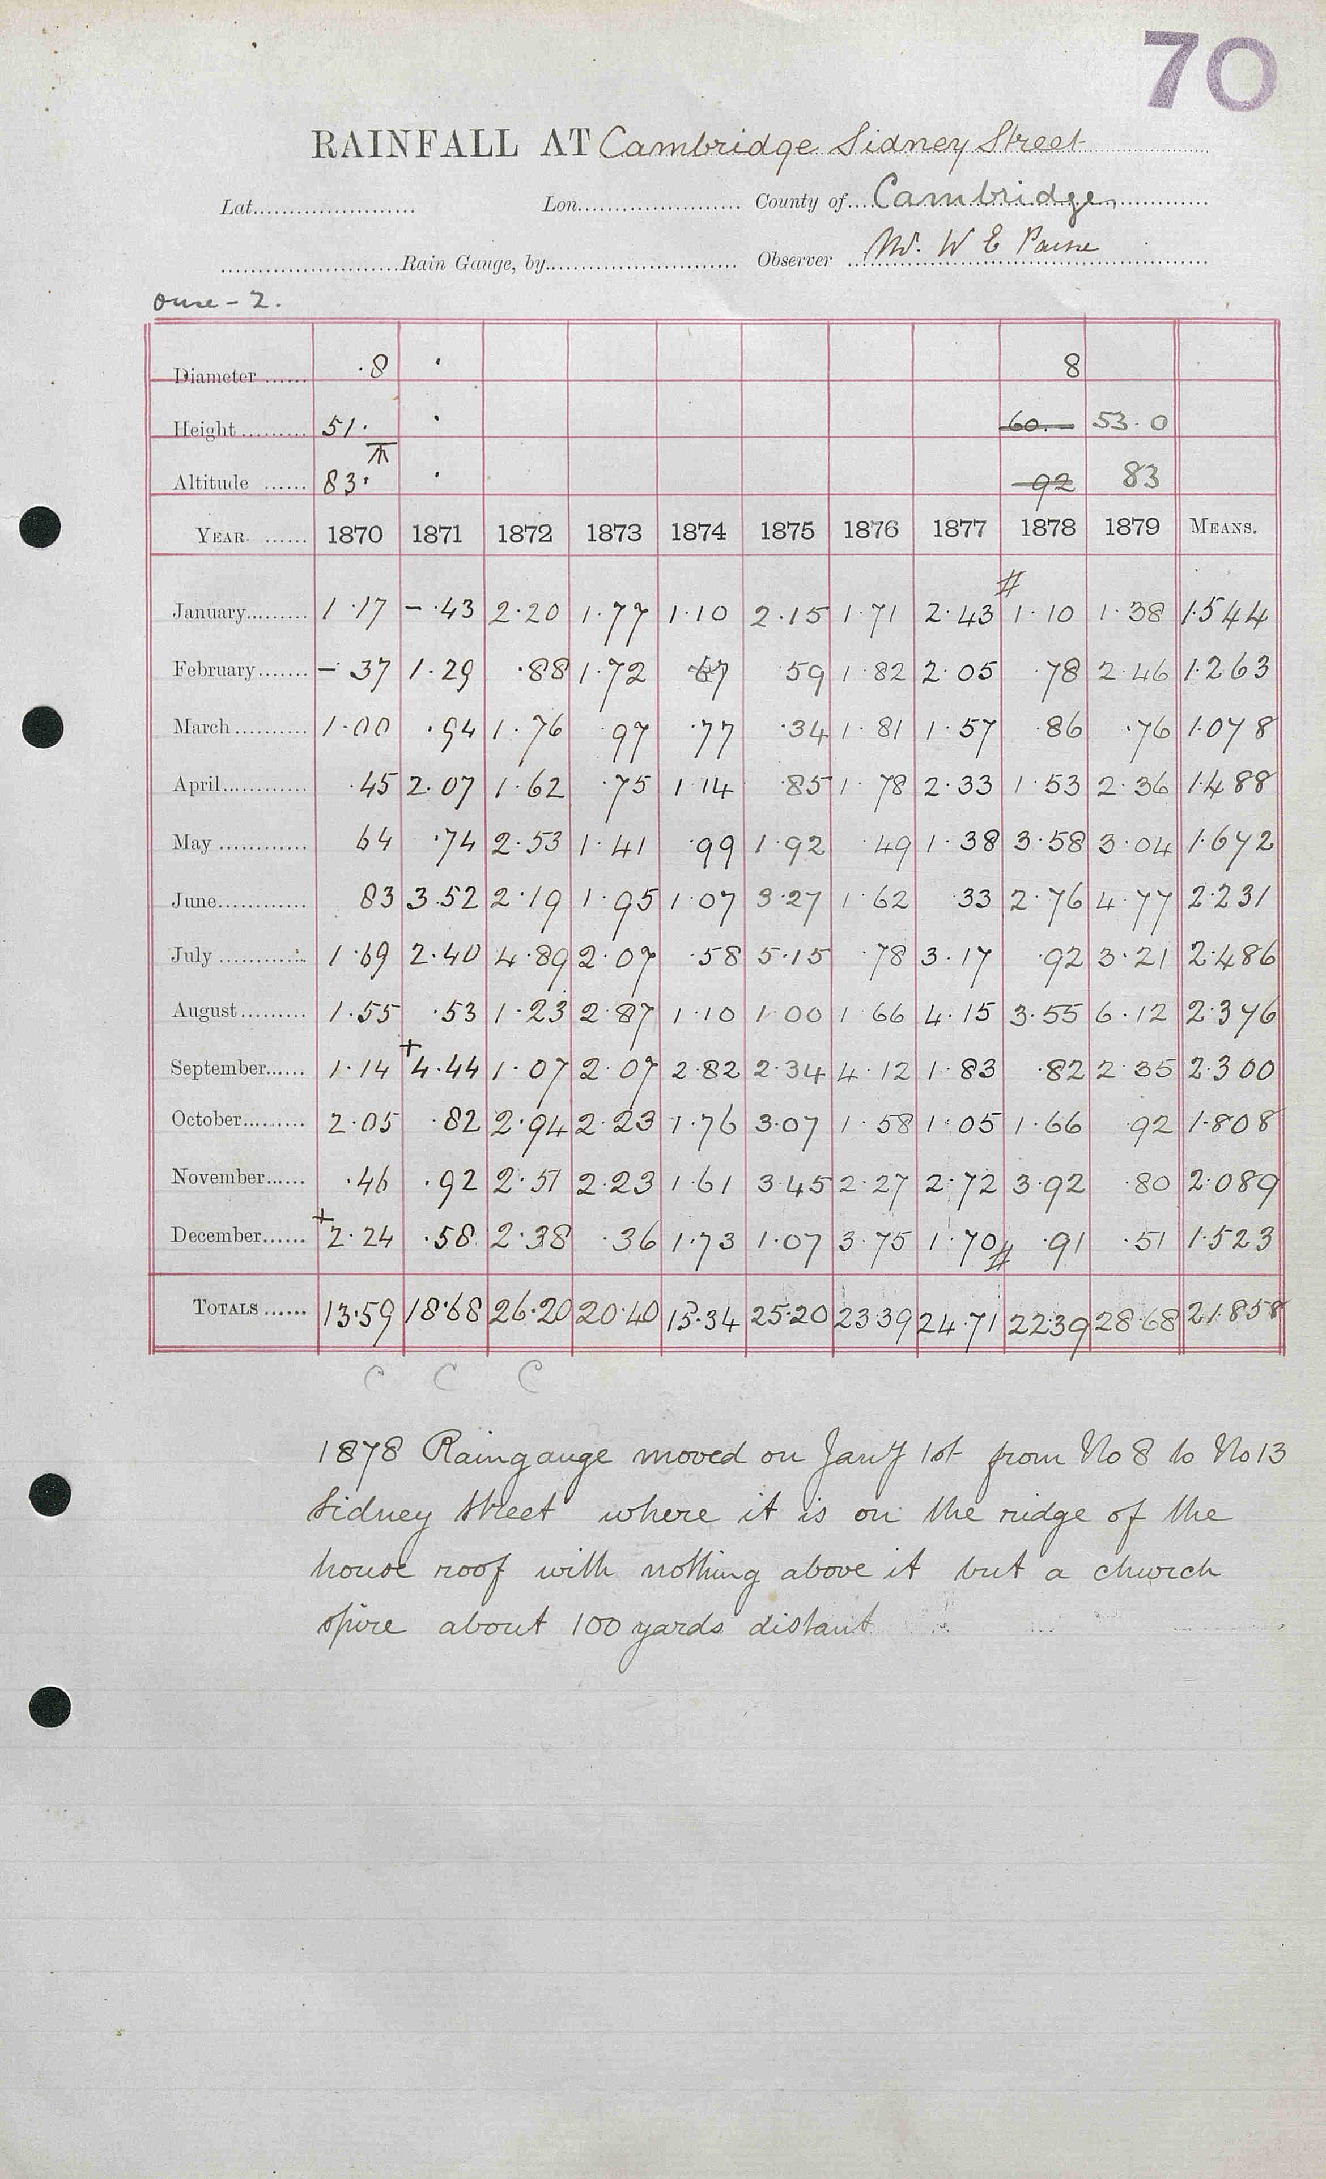 70
RAINFALL AT Cambridge Sidney Street
Lat....................... Lon....................... County of.... Cambridge
.........................Rain Gauge, by........................... Observer Mr. W E Paine
Ouse - 2.
Diameter ...... ·8 · 8
Height ......... 51· · 60.- 53·0
π
Altitude ...... 83· · 92 83
YEAR ...... 1870 1871 1872 1873 1874 1875 1876 1877 1878 1879 MEANS.
#
January......... 1·17 -·43 2·20 1·77 1·10 2·15 1·71 2·43 1·10 1·38 1·544
February....... -·37 1·29 ·88 1·72 67 59 1·82 2·05 ·78 2·46 1·263
March .......... 1·00 ·94 1·76 ·97 ·77 ·34 1·81 1·57 ·86 ·76 1·078
April............ ·45 2·07 1·62 ·75 1·14 ·85 1·78 2·33 1·53 2·36 1·488
May ............ 64 ·74 2·53 1·41 ·99 1·92 ·49 1·38 3·58 3·04 1·672
June............ 83 3·52 2·19 1·95 1·07 3·27 1·62 ·33 2·76 4·77 2·231
July ............ 1·69 2·40 4·89 2·07 ·58 5·15 ·78 3·17 ·92 3·21 2·486
August ......... 1·55 ·53 1·23 2·87 1·10 1·00 1·66 4·15 3·55 6·12 2·376
September...... 1·14 +4·44 1·07 2·07 2·82 2·34 4·12 1·83 ·82 2·35 2·300
October......... 2·05 ·82 2·94 2·23 1·76 3·07 1·58 1·05 1·66 ·92 1·808
November...... ·46 ·92 2·51 2·23 1·61 3·45 2·27 2·72 3·92 ·80 2·089
December...... +2·24 ·58 2·38 ·36 1·73 1·07 3·75 1·70 # ·91 ·51 1·523
TOTALS ...... 13·59 18·68 26·20 20·40 15·34 25·20 23·39 24·71 22·39 28·68 21·858
C C C
1878 Raingauge moved on Jany 1st from No 8 to No 13
Sidney Street where it is on the ridge of the
house roof with nothing above it but a church
spire about 100 yards distant